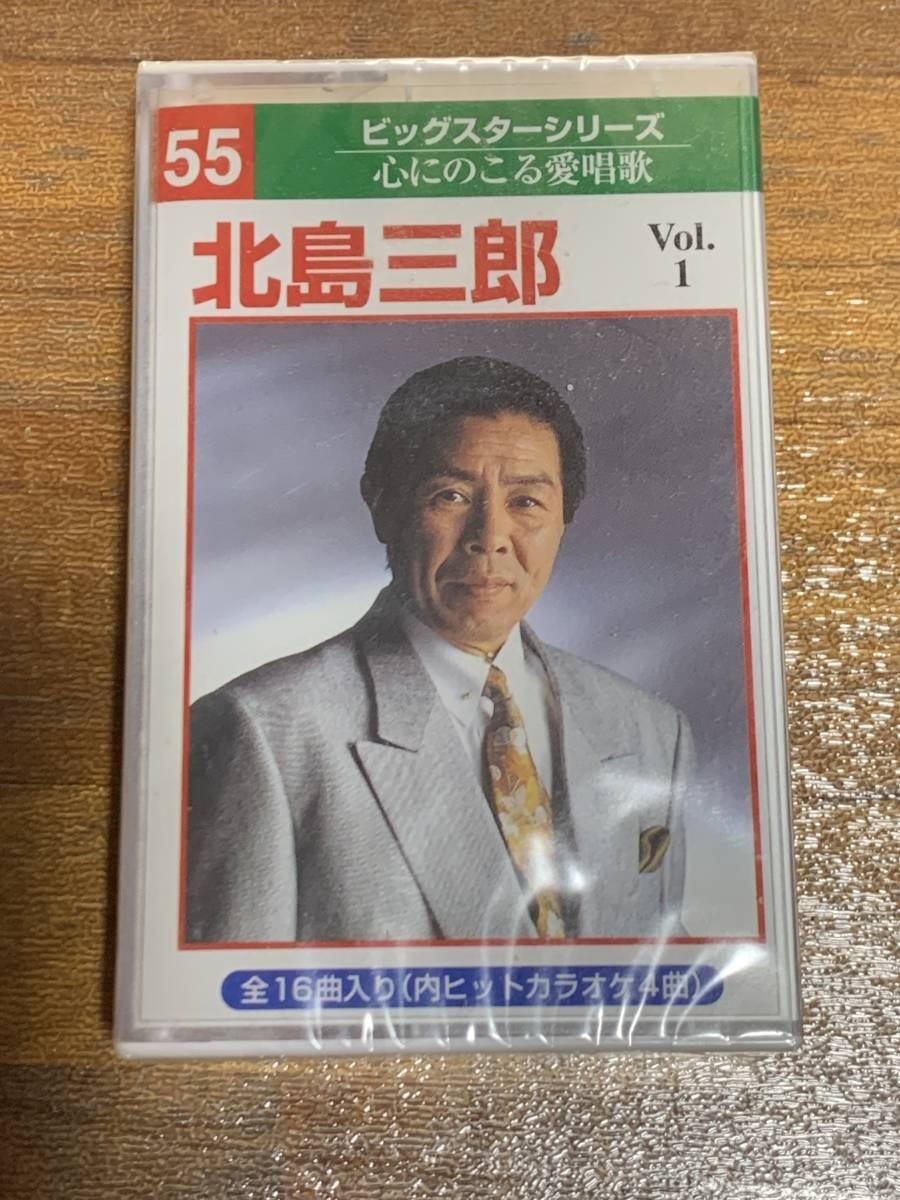 55
ビッグスターシリーズ
心にのこる愛唱歌
北島三郎
Vol.
1
全16曲入り(内ヒットカラオケ4曲)